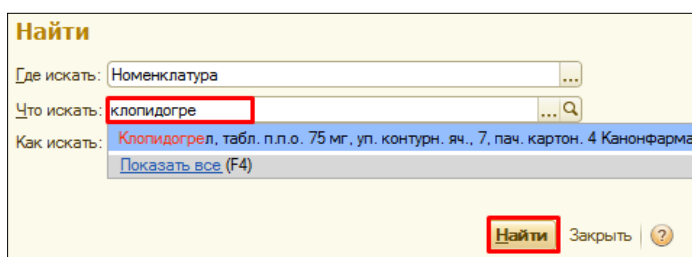 Найти
Где искать: Номенклатура ...
Что искать: клопидогре ...
Как искать: Клопидогрел, табл. п.п.о. 75 мг, уп. контурн. яч., 7, пач. картон. 4 Канонфарма
Показать все (F4)
Найти Закрыть ?